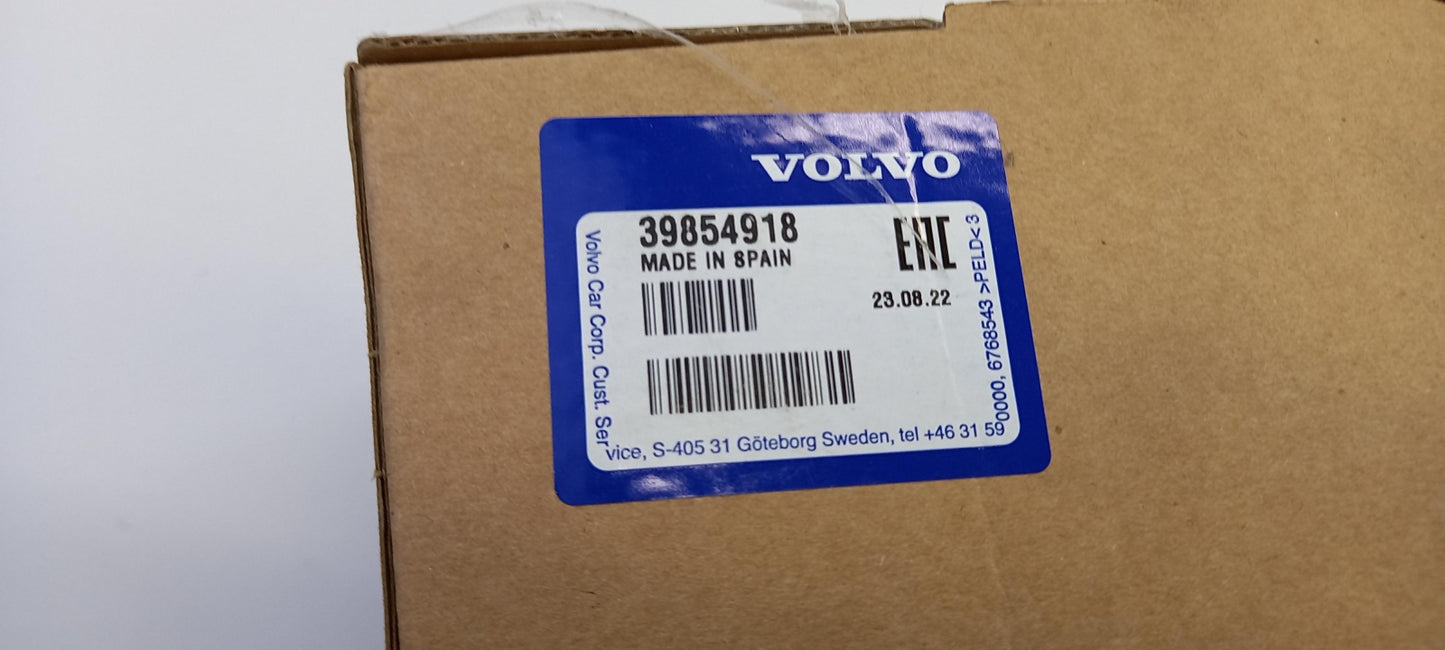 VOLVO
39854918
MADE IN SPAIN
EAC
23.08.22
Volvo Car Corp. Cust. Service, S-405 31 Göteborg Sweden, tel +46 31 590000, 6768543 >PELD<3